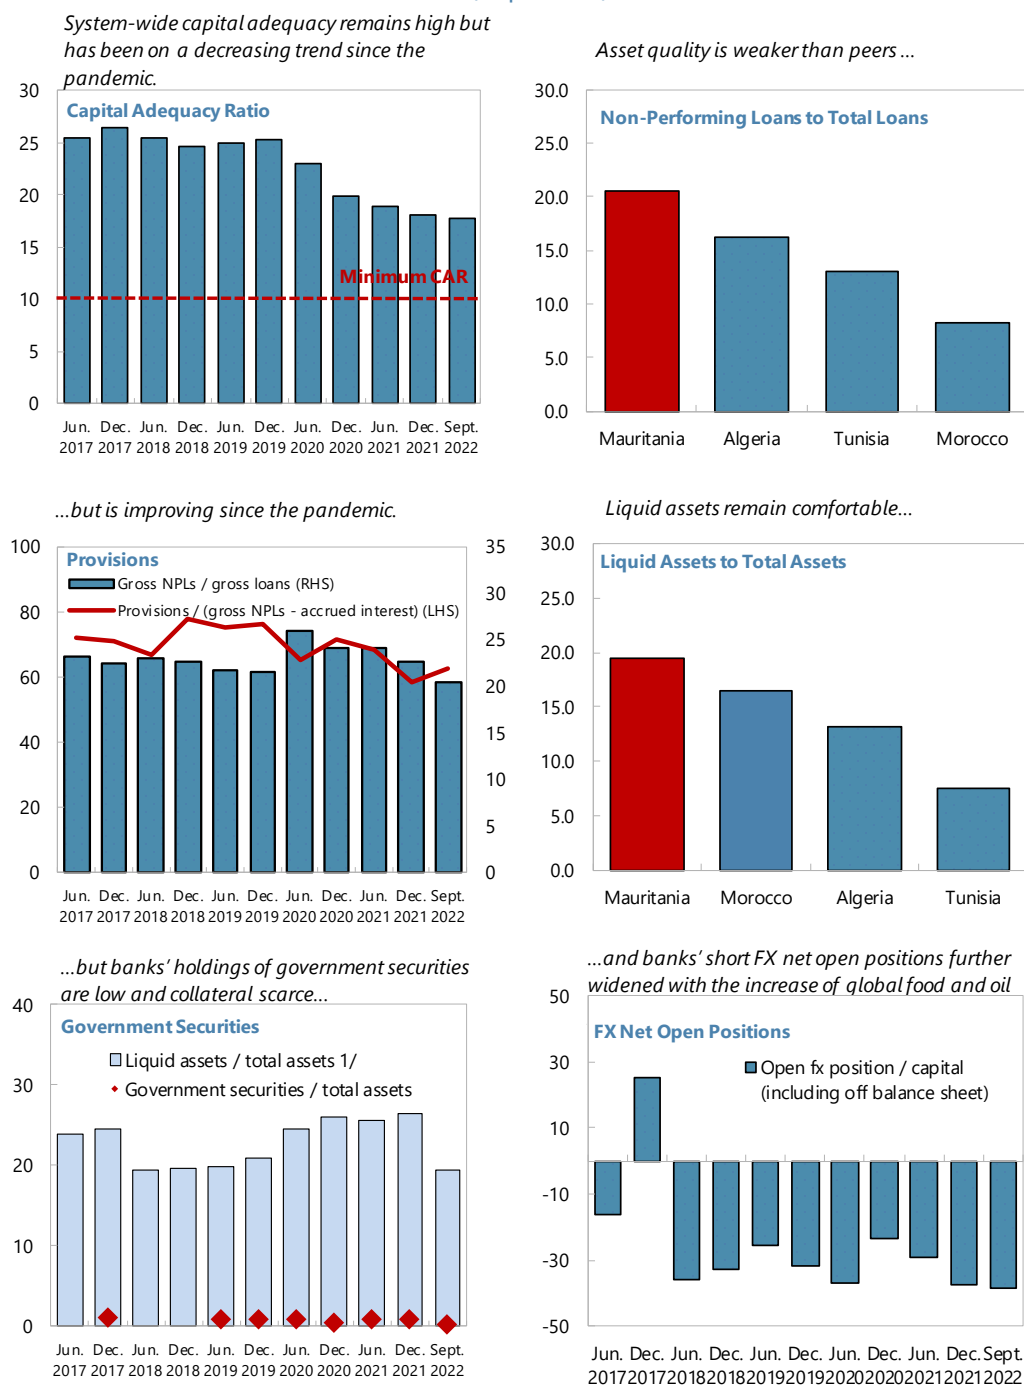 System-wide capital adequacy remains high but
has been on a decreasing trend since the
pandemic.
30
25
20
15
10
5
0
Capital Adequacy Ratio
Minimum CAR
Jun. Dec. Jun. Dec. Jun. Dec. Jun. Dec. Jun. Dec. Sept.
2017 2017 2018 2018 2019 2019 2020 2020 2021 2021 2022
Asset quality is weaker than peers ...
30.0
25.0
20.0
15.0
10.0
5.0
0.0
Non-Performing Loans to Total Loans
Mauritania Algeria Tunisia Morocco
...but is improving since the pandemic.
100
80
60
40
20
0
Provisions
Gross NPLs / gross loans (RHS)
Provisions / (gross NPLs - accrued interest) (LHS)
35
30
25
20
15
10
5
0
Jun. Dec. Jun. Dec. Jun. Dec. Jun. Dec. Jun. Dec. Sept.
2017 2017 2018 2018 2019 2019 2020 2020 2021 2021 2022
Liquid assets remain comfortable...
30.0
25.0
20.0
15.0
10.0
5.0
0.0
Liquid Assets to Total Assets
Mauritania Morocco Algeria Tunisia
...but banks' holdings of government securities
are low and collateral scarce...
40
30
20
10
0
Government Securities
Liquid assets / total assets 1/
Government securities / total assets
Jun. Dec. Jun. Dec. Jun. Dec. Jun. Dec. Jun. Dec. Sept.
2017 2017 2018 2018 2019 2019 2020 2020 2021 2021 2022
...and banks' short FX net open positions further
widened with the increase of global food and oil
50
30
10
-10
-30
-50
FX Net Open Positions
Open fx position / capital
(including off balance sheet)
Jun. Dec. Jun. Dec. Jun. Dec. Jun. Dec. Jun. Dec. Sept.
2017 2017 2018 2018 2019 2019 2020 2020 2021 2021 2022